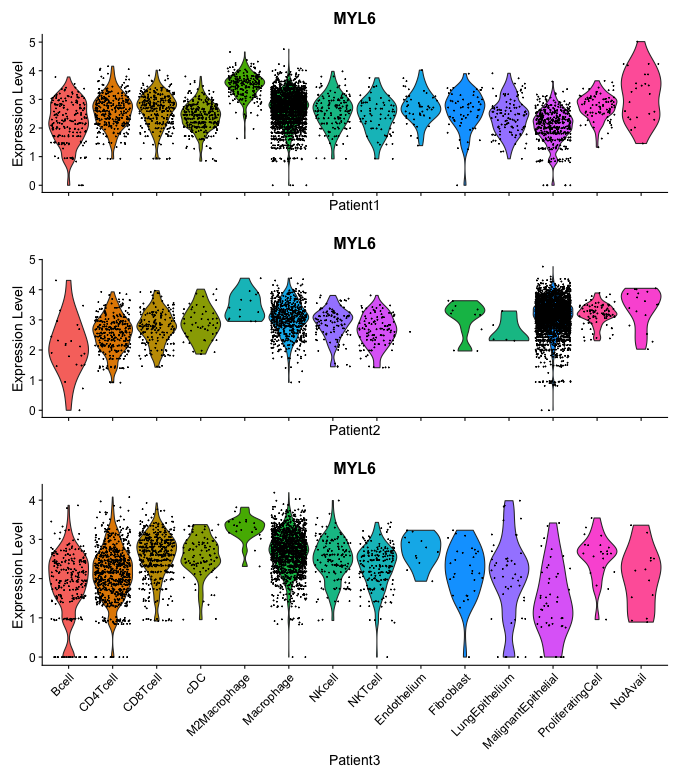 MYL6
Expression Level
5
4
3
2
1
0
Patient1
MYL6
Expression Level
5
4
3
2
1
0
Patient2
MYL6
Expression Level
4
3
2
1
0
Bcell
CD4Tcell
CD8Tcell
cDC
M2Macrophage
Macrophage
NKcell
NKTcell
Endothelium
Fibroblast
LungEpithelium
MalignantEpithelial
ProliferatingCell
NotAvail
Patient3